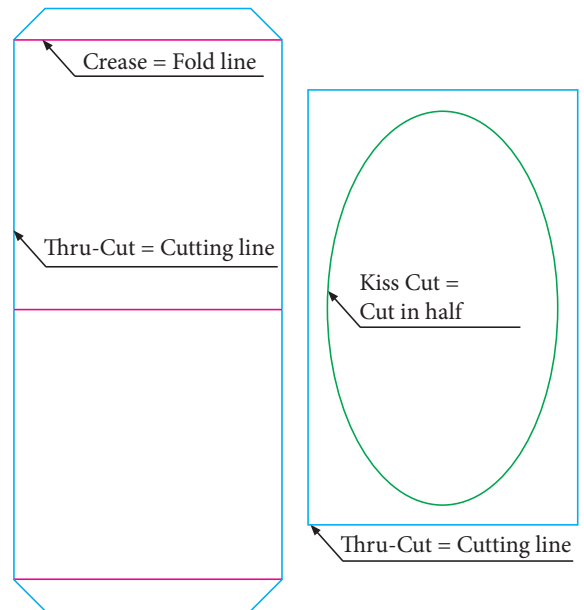 Crease = Fold line
Thru-Cut = Cutting line
Kiss Cut =
Cut in half
Thru-Cut = Cutting line